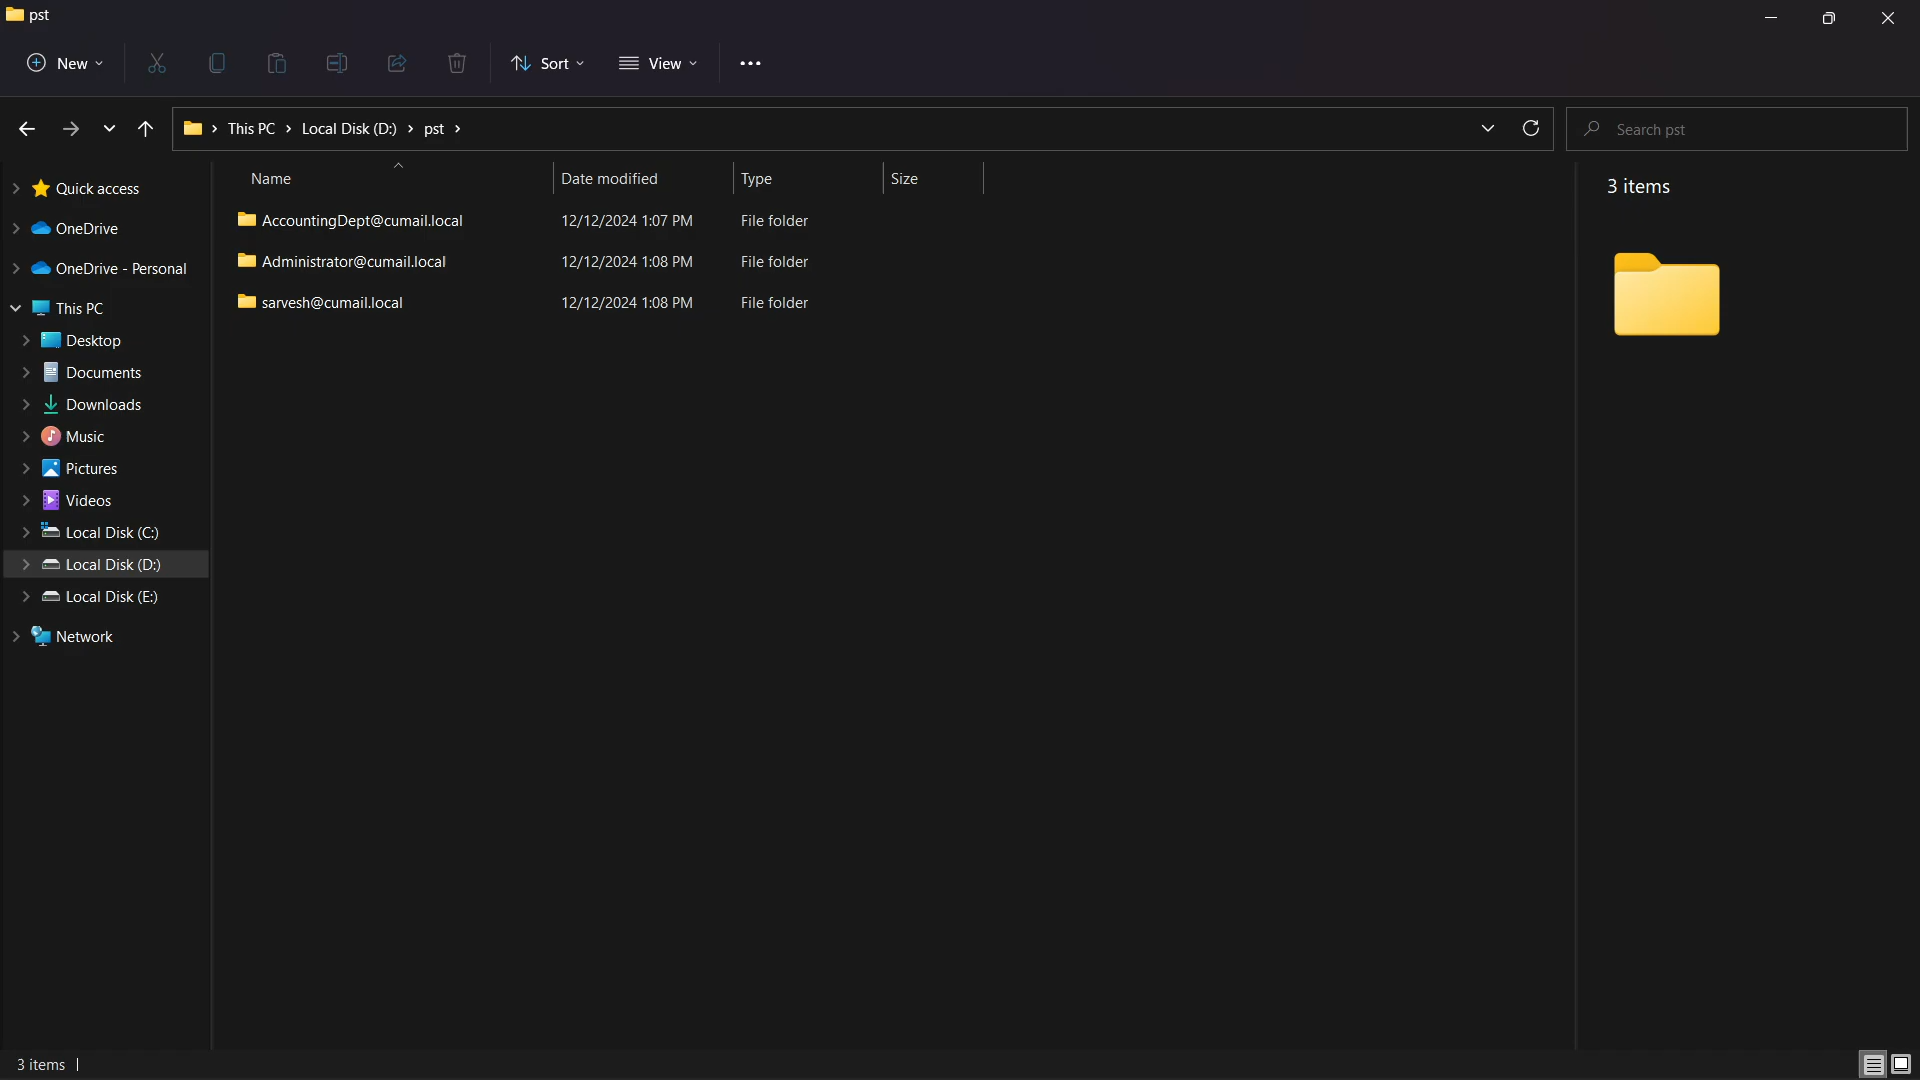 pst
New Sort View
This PC Local Disk (D:) pst Search pst
Name Date modified Type Size
AccountingDept@cumail.local 12/12/2024 1:07 PM File folder
Administrator@cumail.local 12/12/2024 1:08 PM File folder
sarvesh@cumail.local 12/12/2024 1:08 PM File folder
Quick access
OneDrive
OneDrive - Personal
This PC
Desktop
Documents
Downloads
Music
Pictures
Videos
Local Disk (C:)
Local Disk (D:)
Local Disk (E:)
Network
3 items
3 items